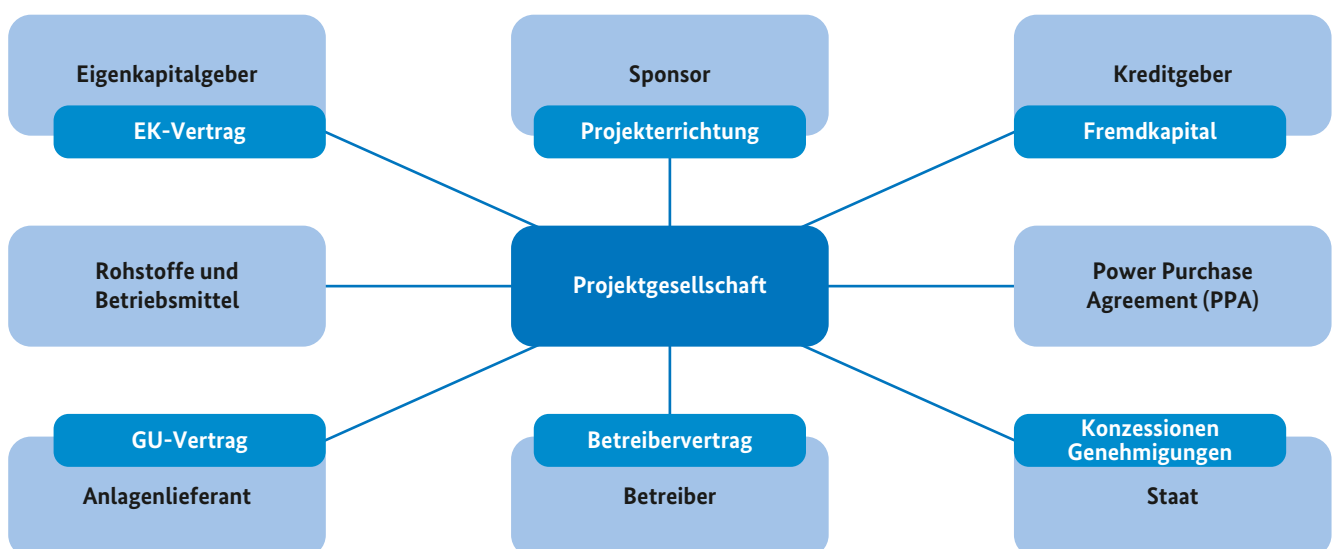 Eigenkapitalgeber
EK-Vertrag
Sponsor
Projekterrichtung
Kreditgeber
Fremdkapital
Rohstoffe und
Betriebsmittel
Projektgesellschaft
Power Purchase
Agreement (PPA)
GU-Vertrag
Anlagenlieferant
Betreibervertrag
Betreiber
Konzessionen
Genehmigungen
Staat